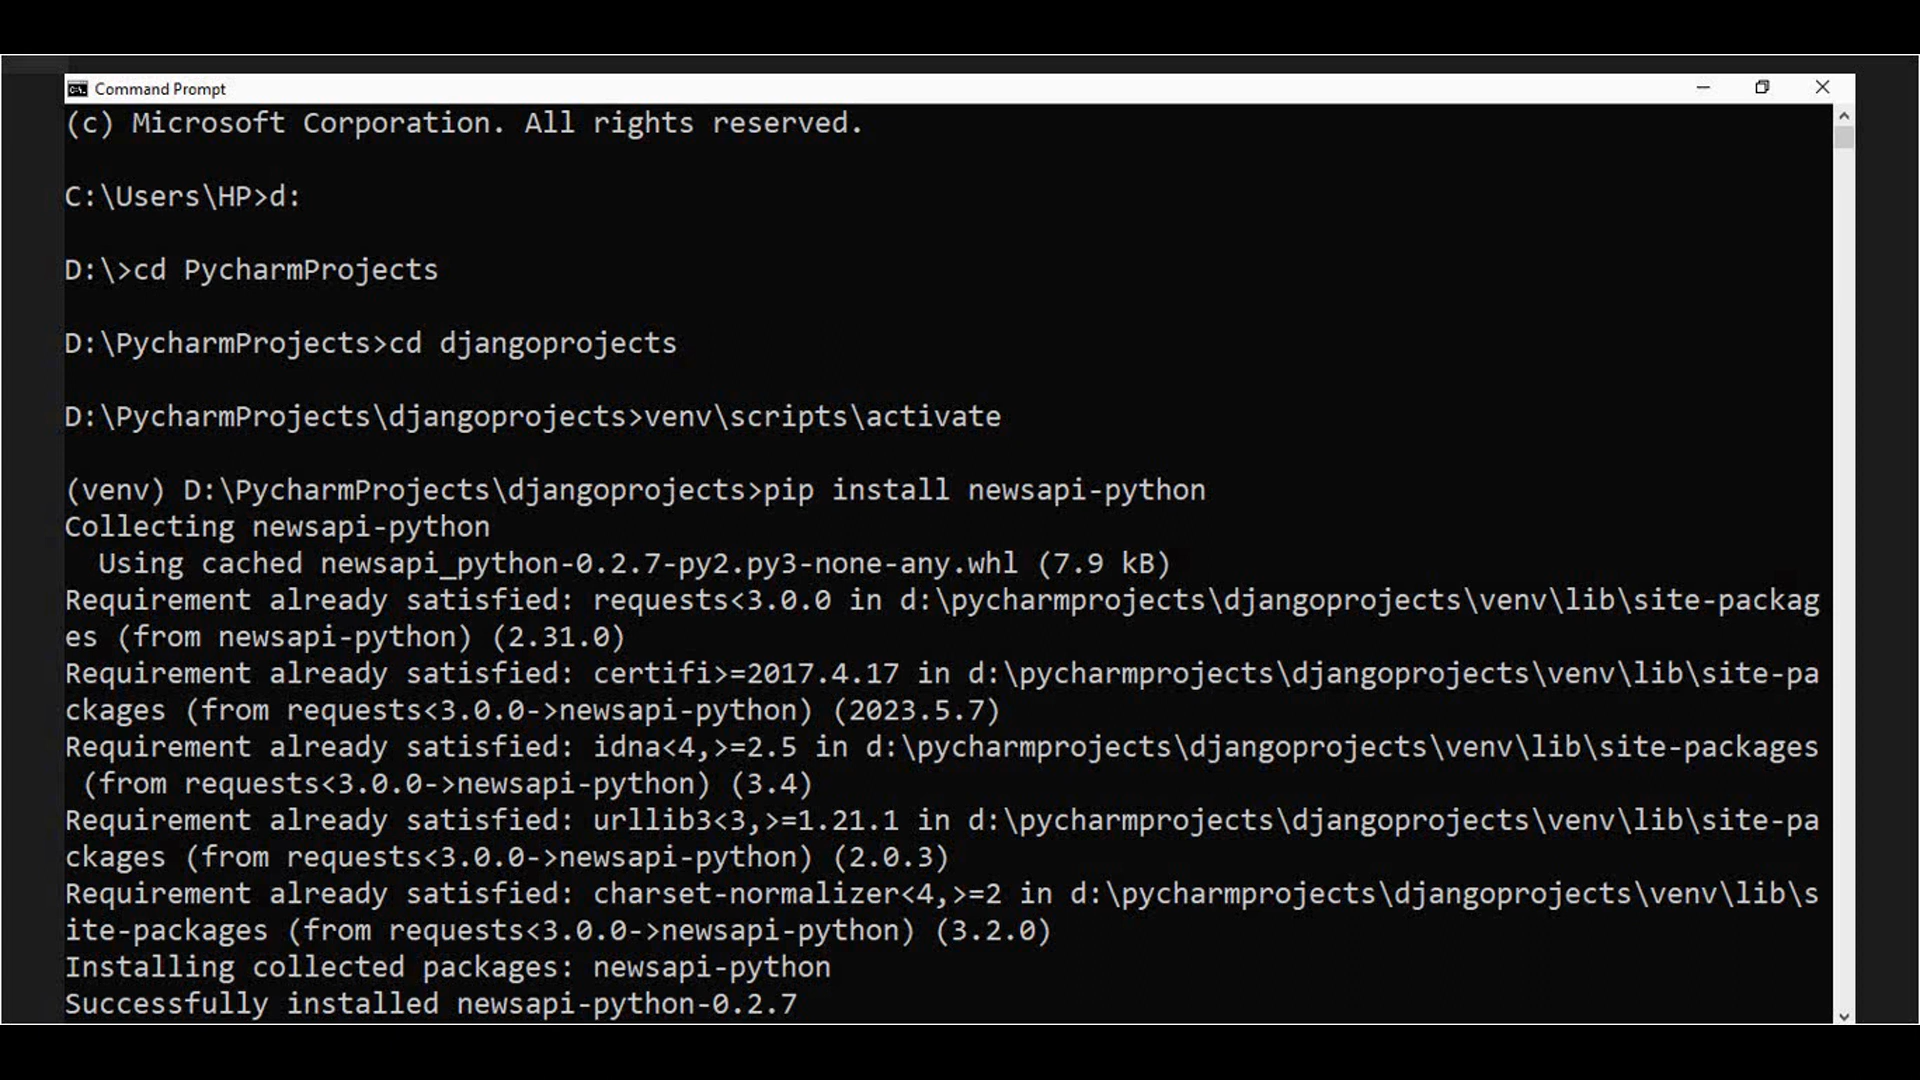 Command Prompt
(c) Microsoft Corporation. All rights reserved.
C:\Users\HP>d:
D:\>cd PycharmProjects
D:\PycharmProjects>cd djangoprojects
D:\PycharmProjects\djangoprojects>venv\scripts\activate
(venv) D:\PycharmProjects\djangoprojects>pip install newsapi-python
Collecting newsapi-python
  Using cached newsapi_python-0.2.7-py2.py3-none-any.whl (7.9 kB)
Requirement already satisfied: requests<3.0.0 in d:\pycharmprojects\djangoprojects\venv\lib\site-packag
es (from newsapi-python) (2.31.0)
Requirement already satisfied: certifi>=2017.4.17 in d:\pycharmprojects\djangoprojects\venv\lib\site-pa
ckages (from requests<3.0.0->newsapi-python) (2023.5.7)
Requirement already satisfied: idna<4,>=2.5 in d:\pycharmprojects\djangoprojects\venv\lib\site-packages
 (from requests<3.0.0->newsapi-python) (3.4)
Requirement already satisfied: urllib3<3,>=1.21.1 in d:\pycharmprojects\djangoprojects\venv\lib\site-pa
ckages (from requests<3.0.0->newsapi-python) (2.0.3)
Requirement already satisfied: charset-normalizer<4,>=2 in d:\pycharmprojects\djangoprojects\venv\lib\s
ite-packages (from requests<3.0.0->newsapi-python) (3.2.0)
Installing collected packages: newsapi-python
Successfully installed newsapi-python-0.2.7